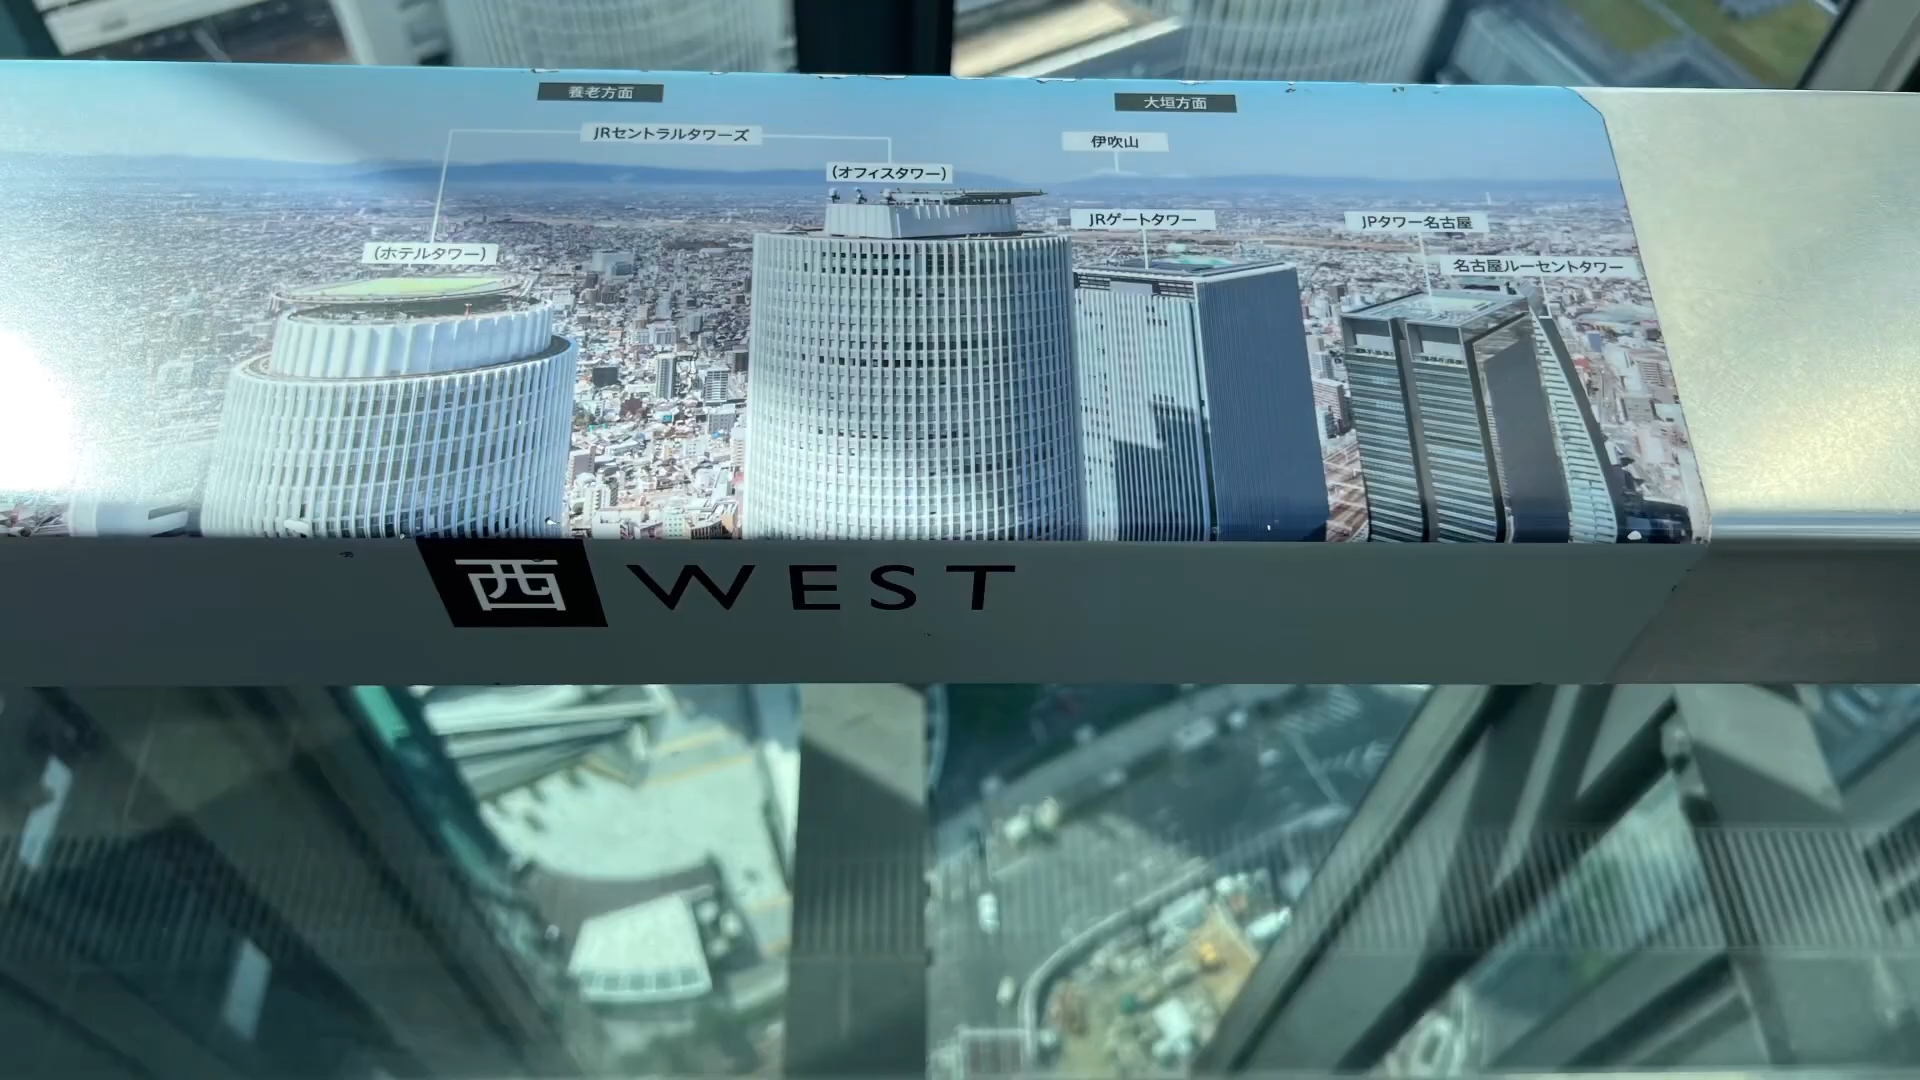 養老方面
大垣方面
JRセントラルタワーズ
伊吹山
(オフィスタワー)
JRゲートタワー
JPタワー名古屋
(ホテルタワー)
名古屋ルーセントタワー
西 WEST